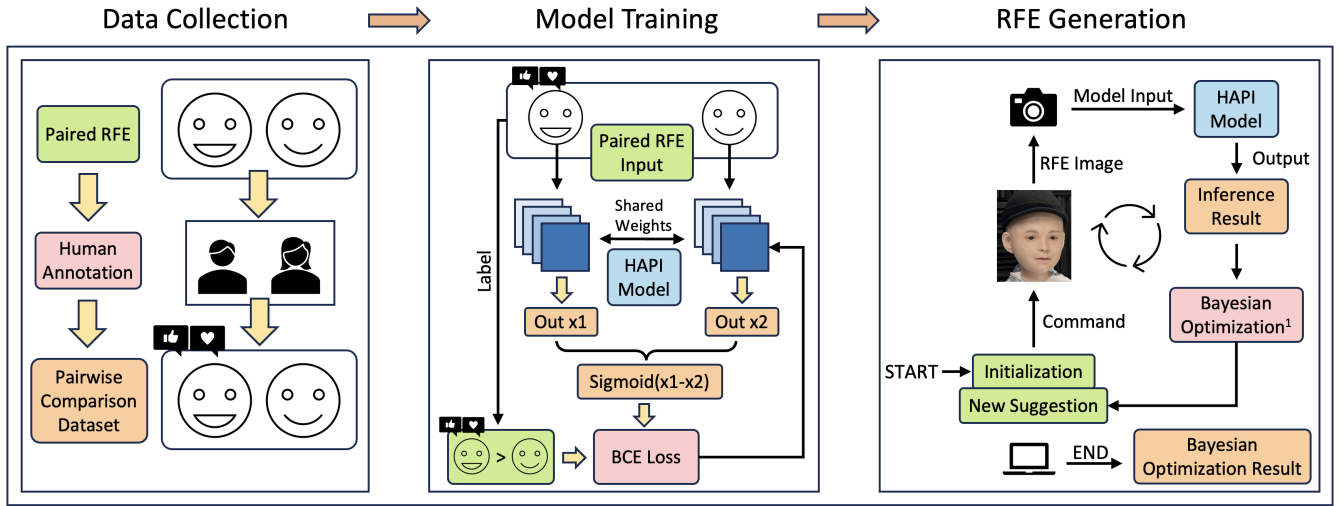 Data Collection
Model Training
RFE Generation
Paired RFE
Human
Annotation
Pairwise
Comparison
Dataset
Paired RFE
Input
Shared
Weights
HAPI
Model
Label
Out x1
Out x2
Sigmoid(x1-x2)
>
BCE Loss
Model Input
HAPI
Model
Output
RFE Image
Inference
Result
Bayesian
Optimization¹
Command
START
Initialization
New Suggestion
END
Bayesian
Optimization Result